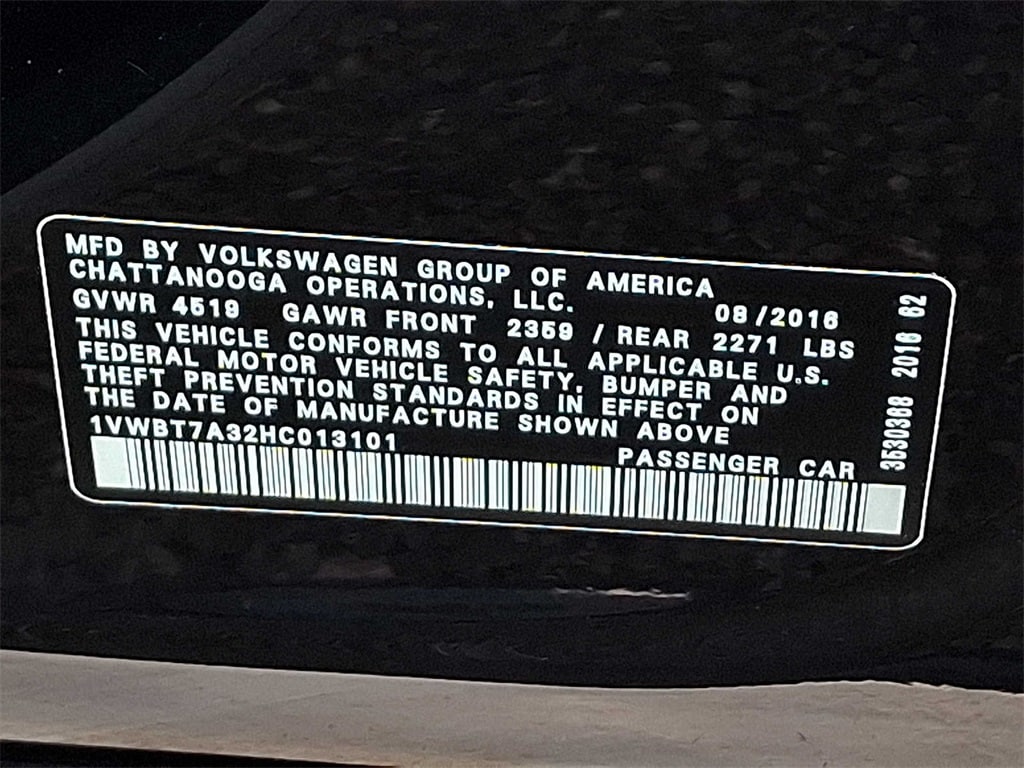 MFD BY VOLKSWAGEN GROUP OF AMERICA
CHATTANOOGA OPERATIONS, LLC. 08/2016
GVWR 4519 GAWR FRONT 2359 / REAR 2271 LBS
THIS VEHICLE CONFORMS TO ALL APPLICABLE U.S.
FEDERAL MOTOR VEHICLE SAFETY, BUMPER AND
THEFT PREVENTION STANDARDS IN EFFECT ON
THE DATE OF MANUFACTURE SHOWN ABOVE
1VWBT7A32HC013101 PASSENGER CAR
3530388 2016 62